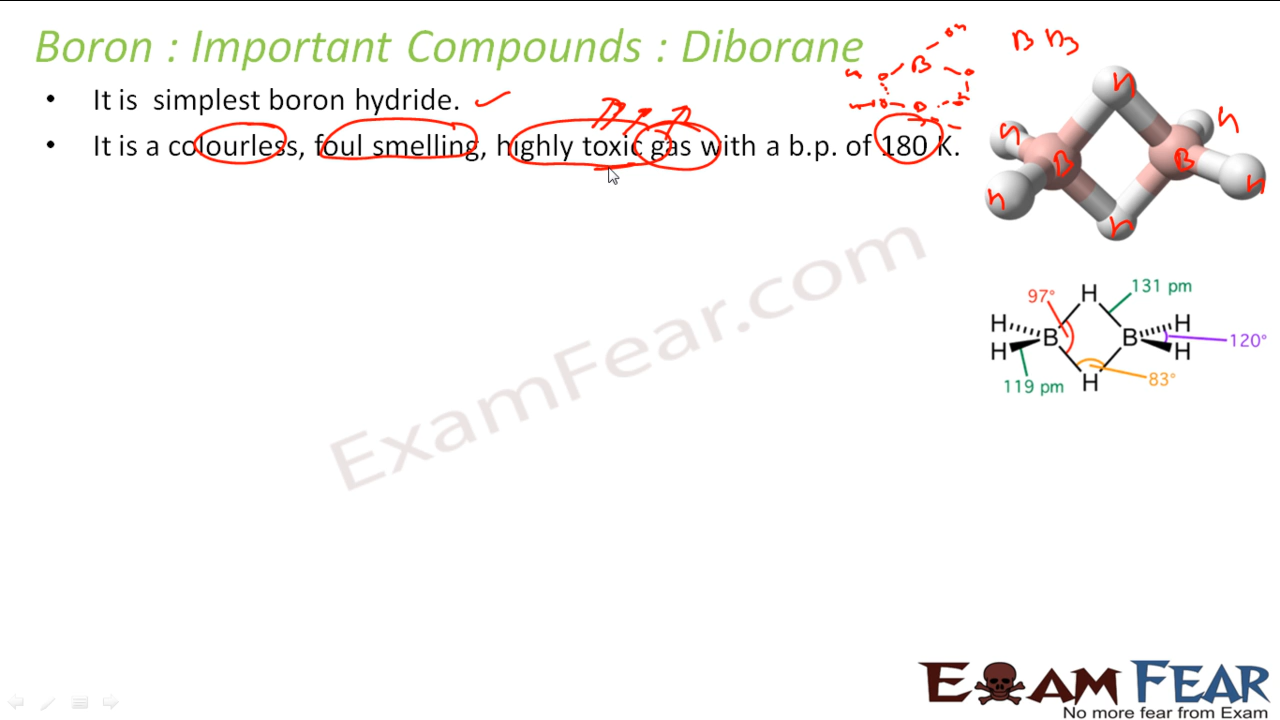 Boron : Important Compounds : Diborane
• It is simplest boron hydride.
• It is a colourless, foul smelling, highly toxic gas with a b.p. of 180 K.
B H3
B
H
H
B
B
H
H
H
H
97°
H
131 pm
H
B
B
H
H
H
120°
119 pm
H
83°
ExamFear.com
EXAM FEAR
No more fear from Exam